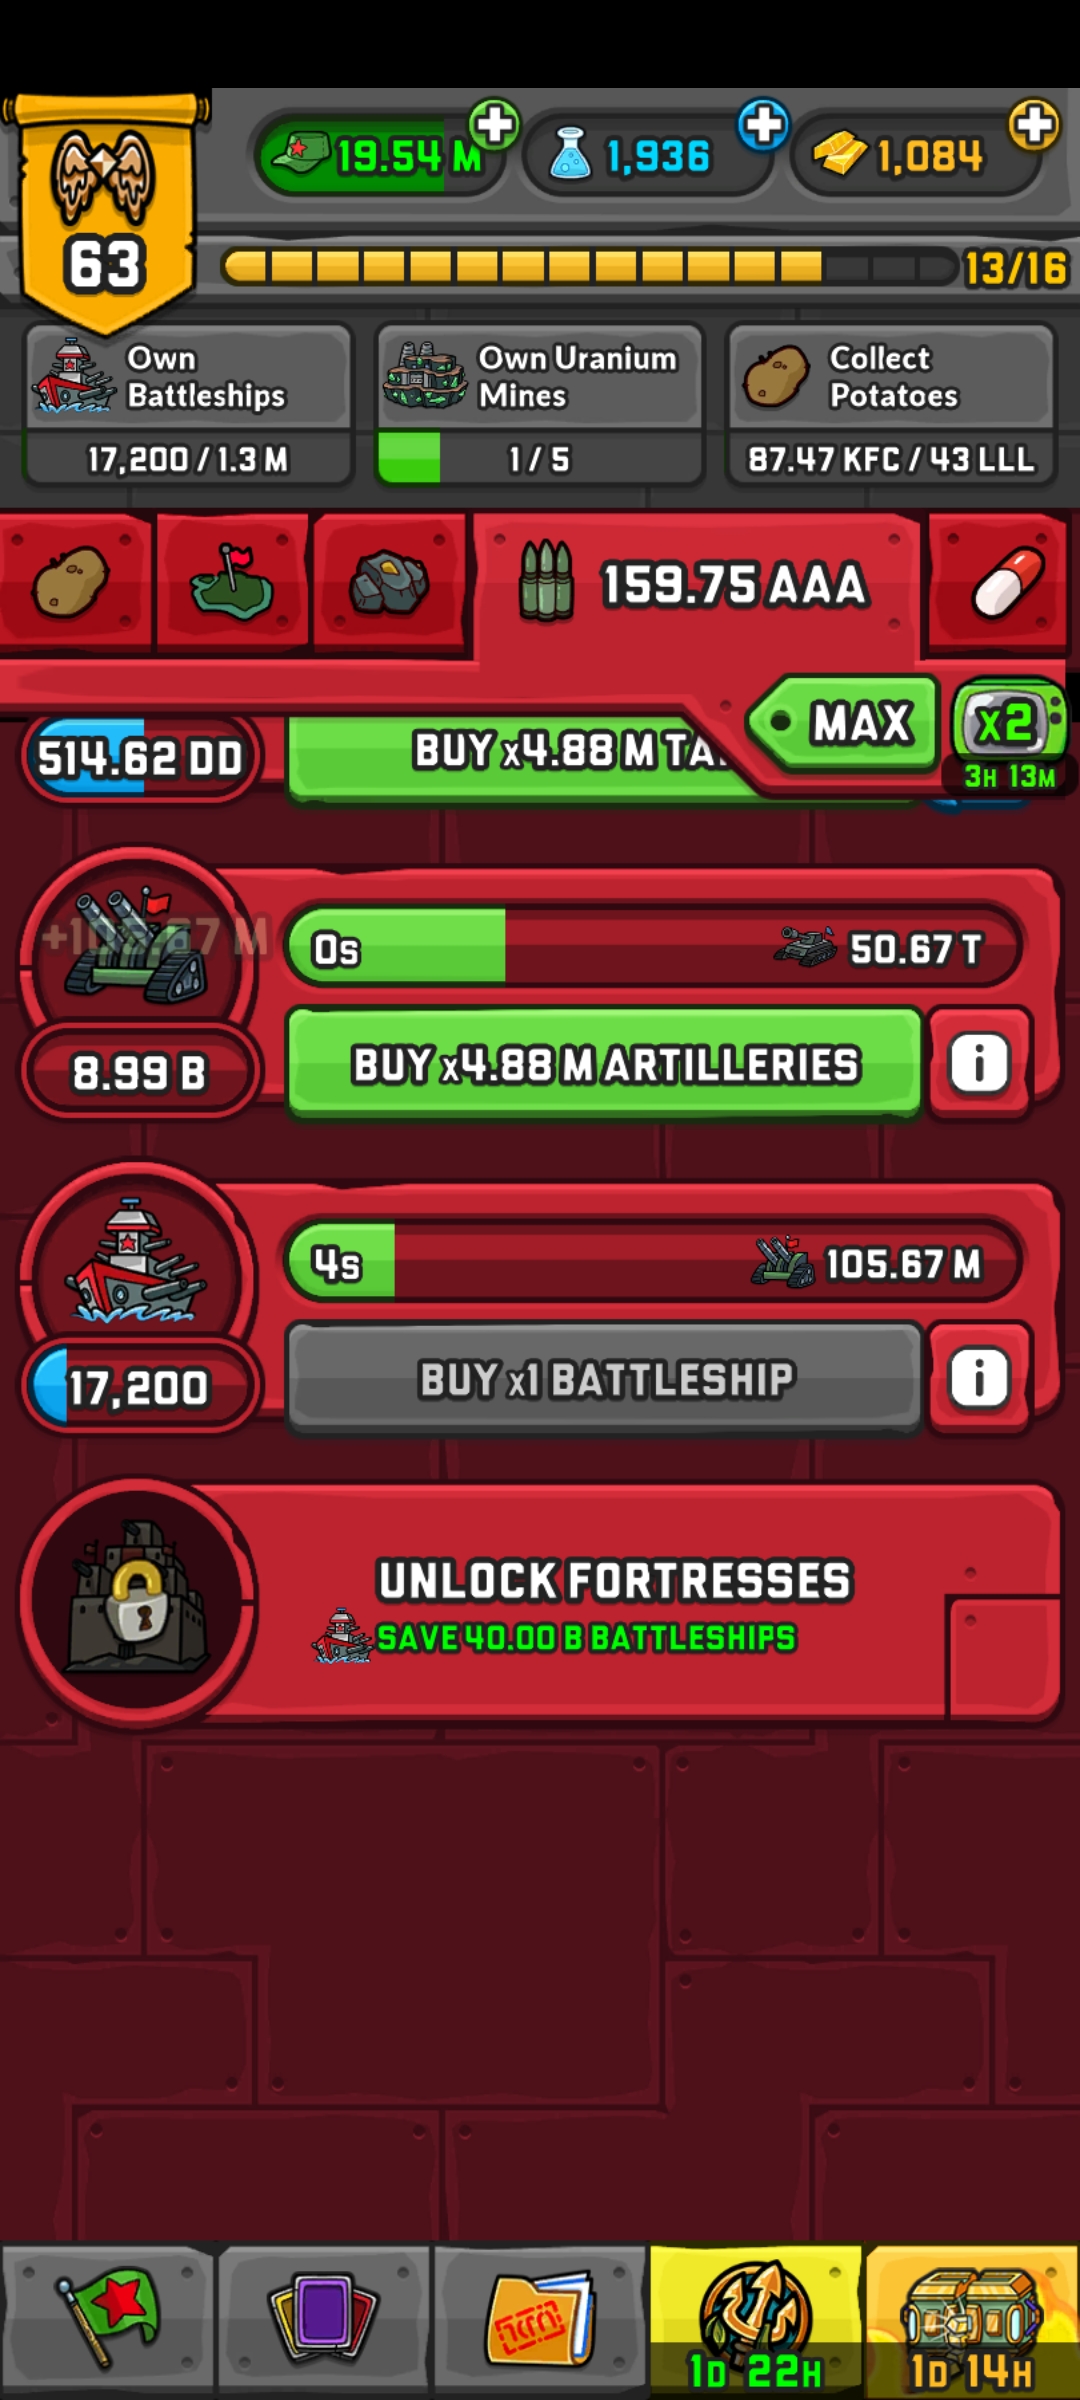 19.54 M
1,936
1,084
63
13/16
Own
Battleships
17,200 / 1.3 M
Own Uranium
Mines
1 / 5
Collect
Potatoes
87.47 KFC / 43 LLL
159.75 AAA
MAX
x2
3H 13M
514.62 DD
BUY x4.88 M TA
0s
50.67 T
8.99 B
BUY x4.88 M ARTILLERIES
i
4s
105.67 M
17,200
BUY x1 BATTLESHIP
i
UNLOCK FORTRESSES
SAVE 40.00 B BATTLESHIPS
1D 22H
1D 14H